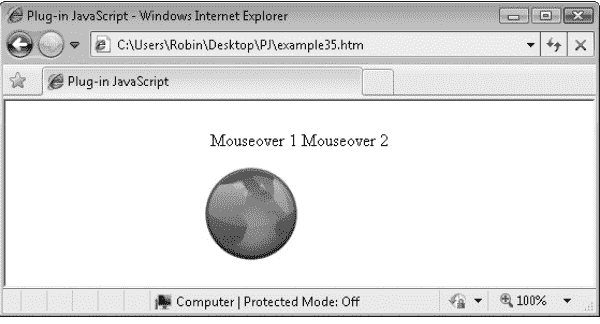 Plug-in JavaScript - Windows Internet Explorer
C:\Users\Robin\Desktop\PJ\example35.htm
Plug-in JavaScript
Mouseover 1 Mouseover 2
Computer | Protected Mode: Off
100%